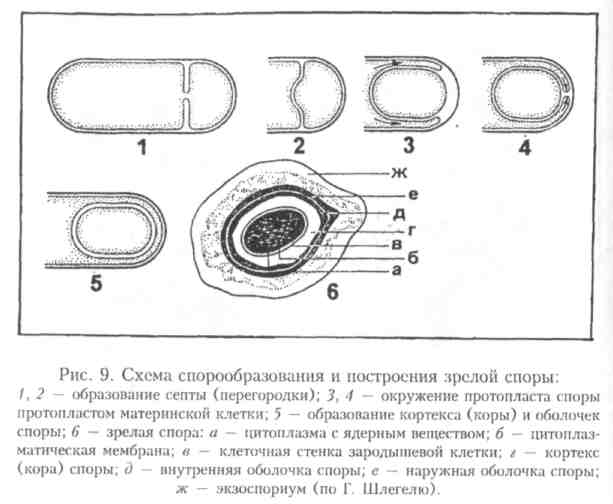 1
2
3
4
ж
е
д
г
в
б
а
5
6
Рис. 9. Схема спорообразования и построения зрелой споры:
1, 2 — образование септы (перегородки); 3, 4 — окружение протопласта споры
протопластом материнской клетки; 5 — образование кортекса (коры) и оболочек
споры; 6 — зрелая спора: а — цитоплазма с ядерным веществом; б — цитоплаз-
матическая мембрана; в — клеточная стенка зародышевой клетки; г — кортекс
(кора) споры; д — внутренняя оболочка споры; е — наружная оболочка споры;
ж — экзоспориум (по Г. Шлегелю).